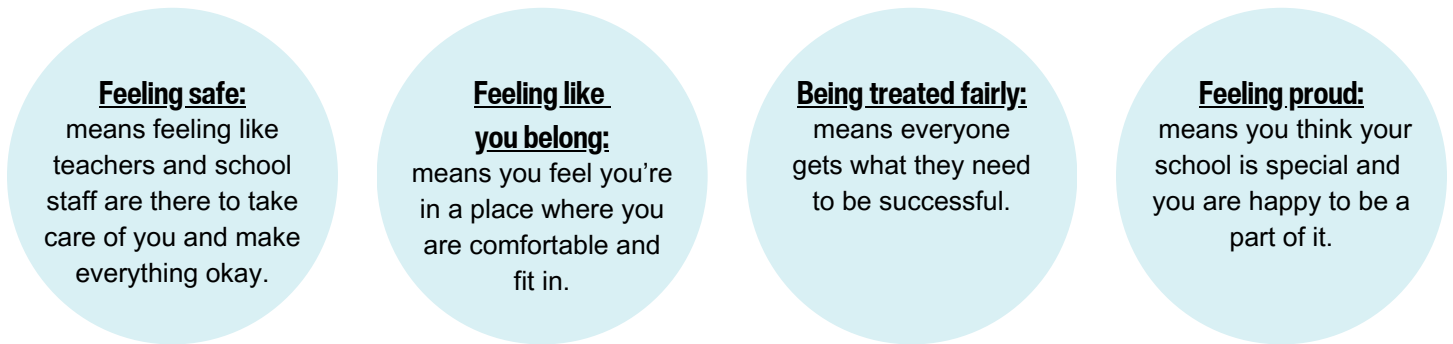 Feeling safe:
means feeling like
teachers and school
staff are there to take
care of you and make
everything okay.
Feeling like
you belong:
means you feel you’re
in a place where you
are comfortable and
fit in.
Being treated fairly:
means everyone
gets what they need
to be successful.
Feeling proud:
means you think your
school is special and
you are happy to be a
part of it.